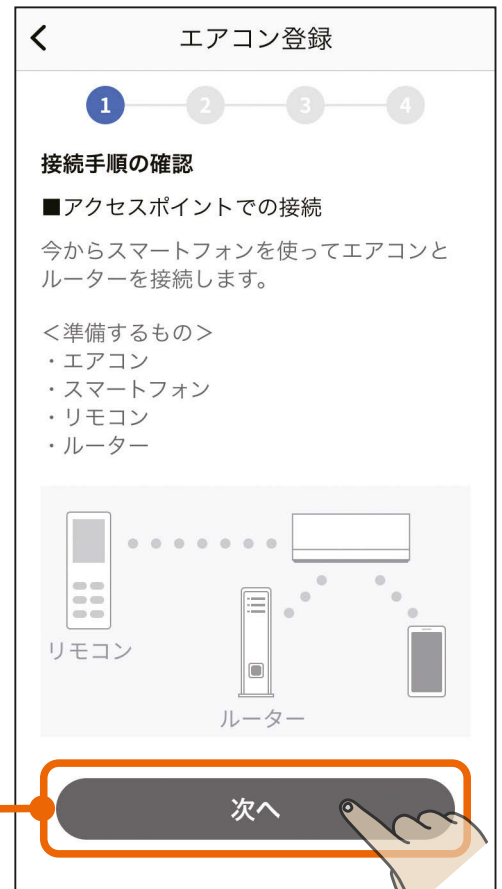 エアコン登録
1 2 3 4
接続手順の確認
■アクセスポイントでの接続
今からスマートフォンを使ってエアコンと
ルーターを接続します。
＜準備するもの＞
・エアコン
・スマートフォン
・リモコン
・ルーター
リモコン
ルーター
次へ